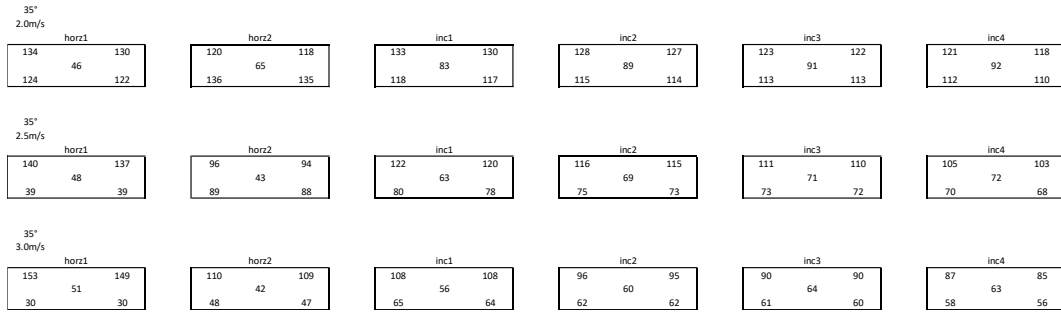 35°
2.0m/s
horz1 horz2 inc1 inc2 inc3 inc4
134 130 120 118 133 130 128 127 123 122 121 118
46 65 83 89 91 92
124 122 136 135 118 117 115 114 113 113 112 110
35°
2.5m/s
horz1 horz2 inc1 inc2 inc3 inc4
140 137 96 94 122 120 116 115 111 110 105 103
48 43 63 69 71 72
39 39 89 88 80 78 75 73 73 72 70 68
35°
3.0m/s
horz1 horz2 inc1 inc2 inc3 inc4
153 149 110 109 108 108 96 95 90 90 87 85
51 42 56 60 64 63
30 30 48 47 65 64 62 62 61 60 58 56